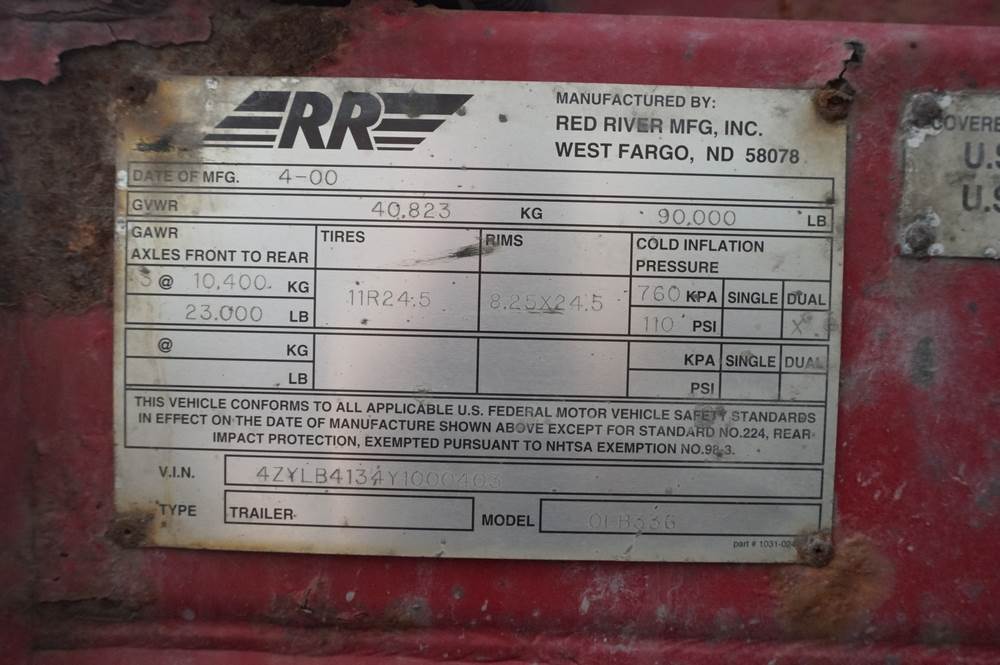 RR
MANUFACTURED BY:
RED RIVER MFG, INC.
WEST FARGO, ND 58078
DATE OF MFG. 4-00
GVWR 40,823 KG 90,000 LB
GAWR
AXLES FRONT TO REAR
TIRES
RIMS
COLD INFLATION
PRESSURE
3 @ 10,400 KG
23,000 LB
11R24.5
8.25X24.5
760 KPA SINGLE DUAL
110 PSI X
@ KG
LB
KPA SINGLE DUAL
PSI
THIS VEHICLE CONFORMS TO ALL APPLICABLE U.S. FEDERAL MOTOR VEHICLE SAFETY STANDARDS
IN EFFECT ON THE DATE OF MANUFACTURE SHOWN ABOVE EXCEPT FOR STANDARD NO.224, REAR
IMPACT PROTECTION, EXEMPTED PURSUANT TO NHTSA EXEMPTION NO.98-3.
V.I.N. 4ZYLB4134Y1000403
TYPE TRAILER
MODEL
part # 1031-024
COVERE
U.S
U.S